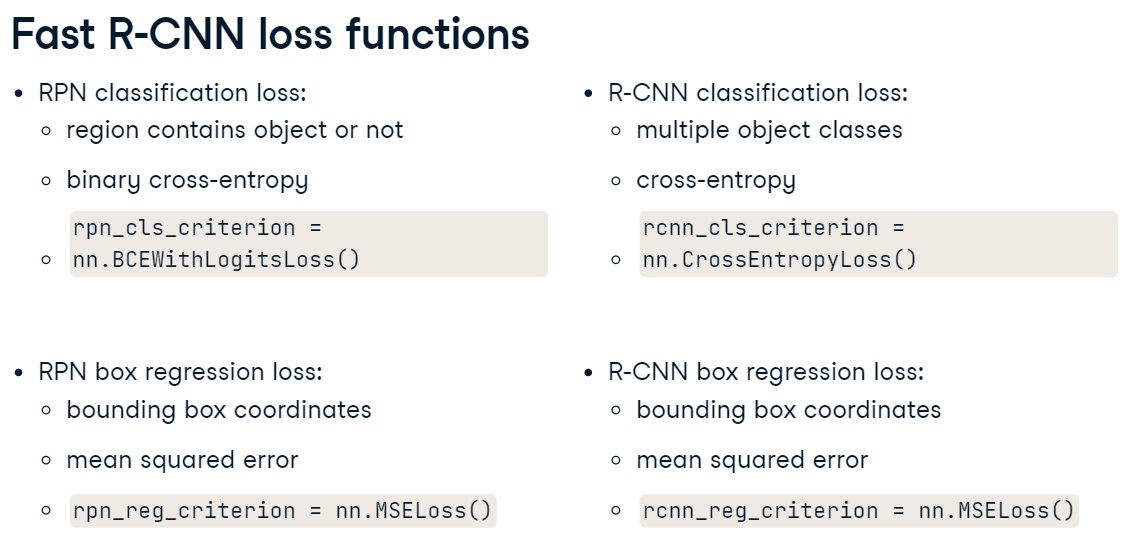 Fast R-CNN loss functions
• RPN classification loss:
◦ region contains object or not
◦ binary cross-entropy
◦ rpn_cls_criterion =
nn.BCEWithLogitsLoss()
• RPN box regression loss:
◦ bounding box coordinates
◦ mean squared error
◦ rpn_reg_criterion = nn.MSELoss()
• R-CNN classification loss:
◦ multiple object classes
◦ cross-entropy
◦ rcnn_cls_criterion =
nn.CrossEntropyLoss()
• R-CNN box regression loss:
◦ bounding box coordinates
◦ mean squared error
◦ rcnn_reg_criterion = nn.MSELoss()